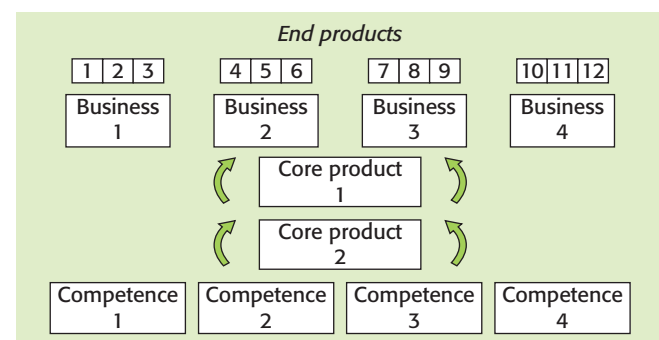 End products
1 2 3 4 5 6 7 8 9 10 11 12
Business Business Business Business
1 2 3 4
Core product
1
Core product
2
Competence Competence Competence Competence
1 2 3 4